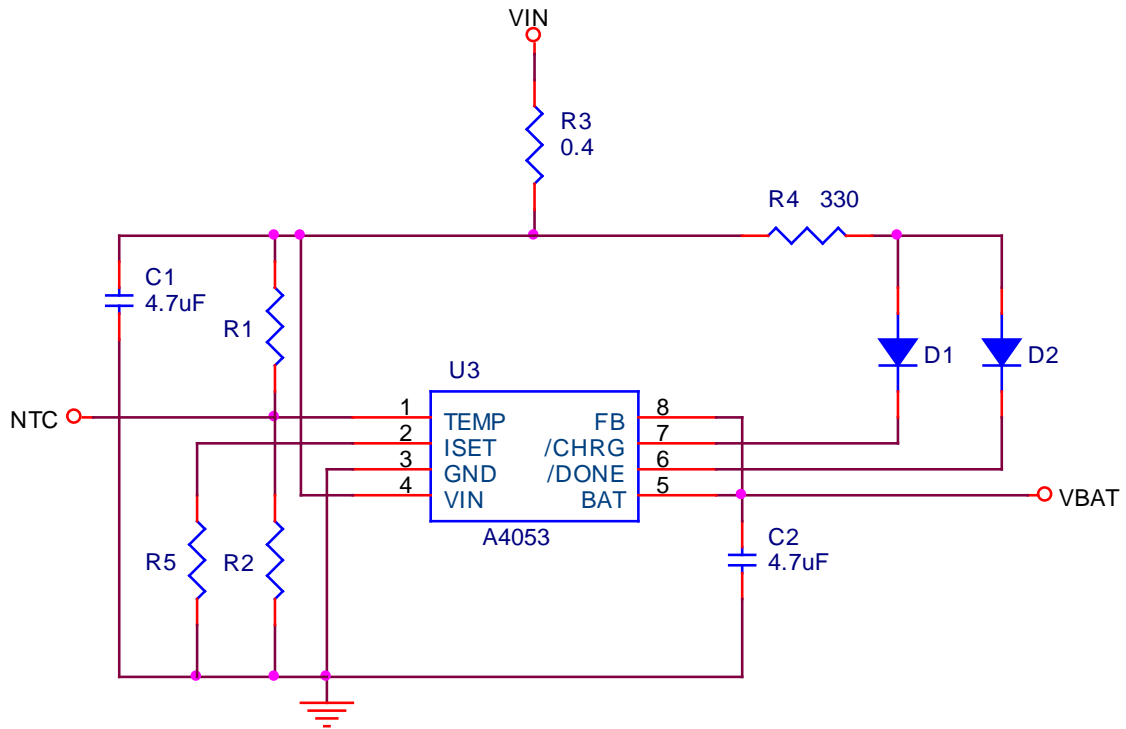 VIN
R3
0.4
R4 330
C1
4.7uF
R1
D1
D2
U3
NTC
1
TEMP
FB
8
2
ISET
/CHRG
7
3
GND
/DONE
6
4
VIN
BAT
5
VBAT
A4053
R5
R2
C2
4.7uF